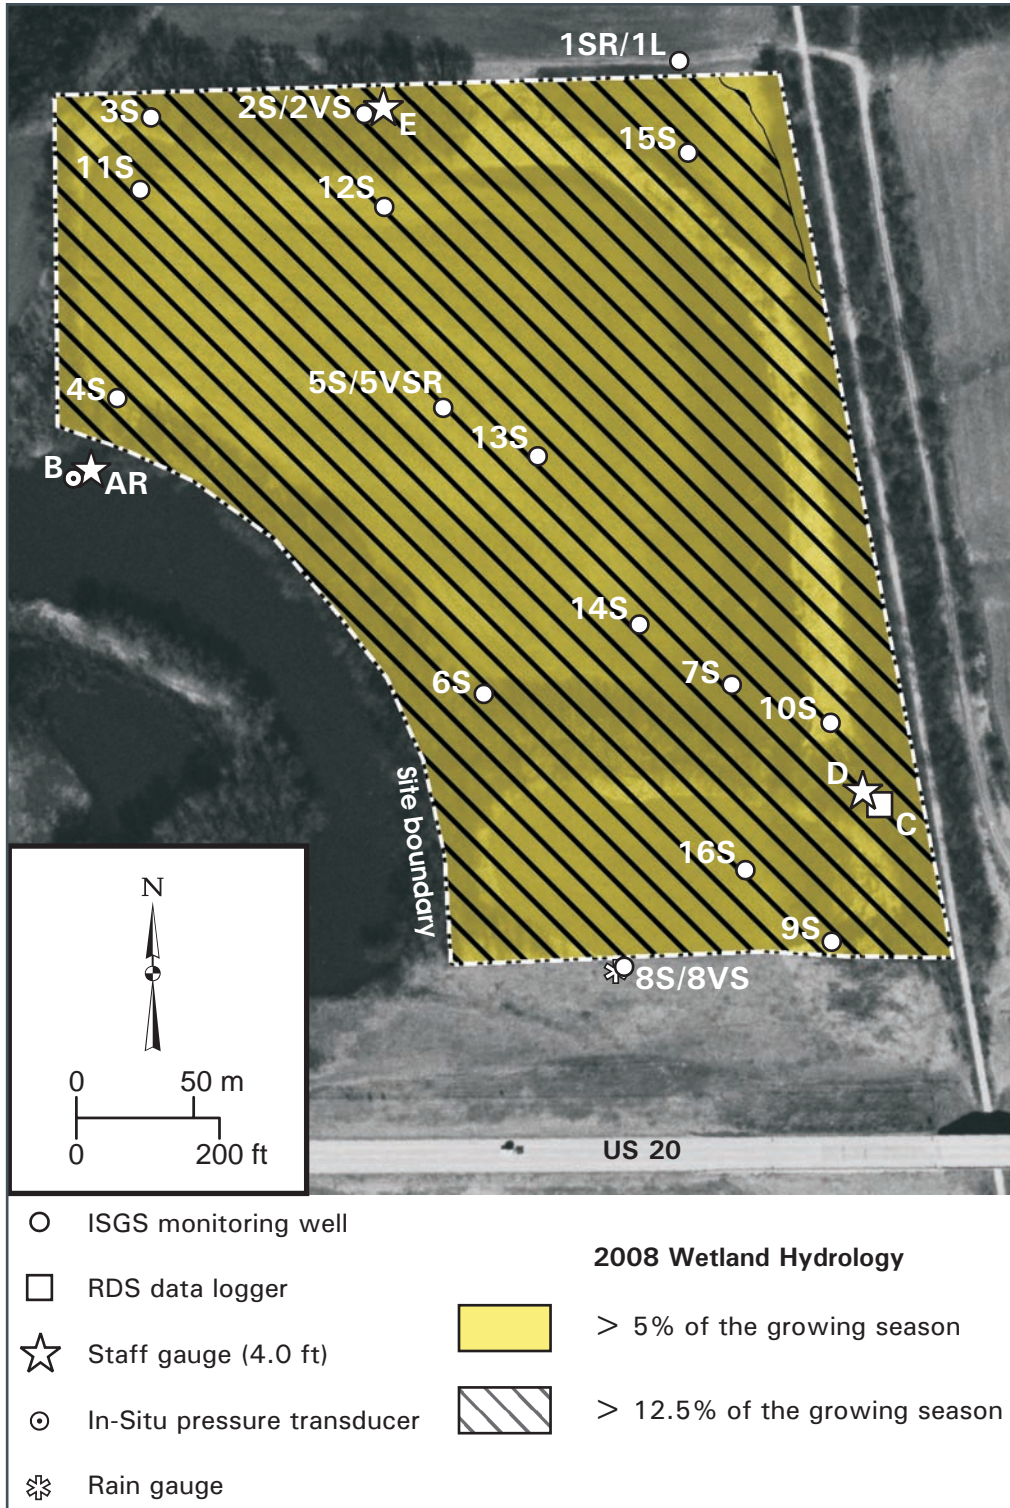 1SR/1L
3S
2S/2VS
E
15S
11S
12S
5S/5VSR
4S
13S
B
AR
14S
7S
6S
10S
D
C
Site boundary
16S
9S
8S/8VS
N
0 50 m
0 200 ft
US 20
ISGS monitoring well
RDS data logger
Staff gauge (4.0 ft)
In-Situ pressure transducer
Rain gauge
2008 Wetland Hydrology
> 5% of the growing season
> 12.5% of the growing season